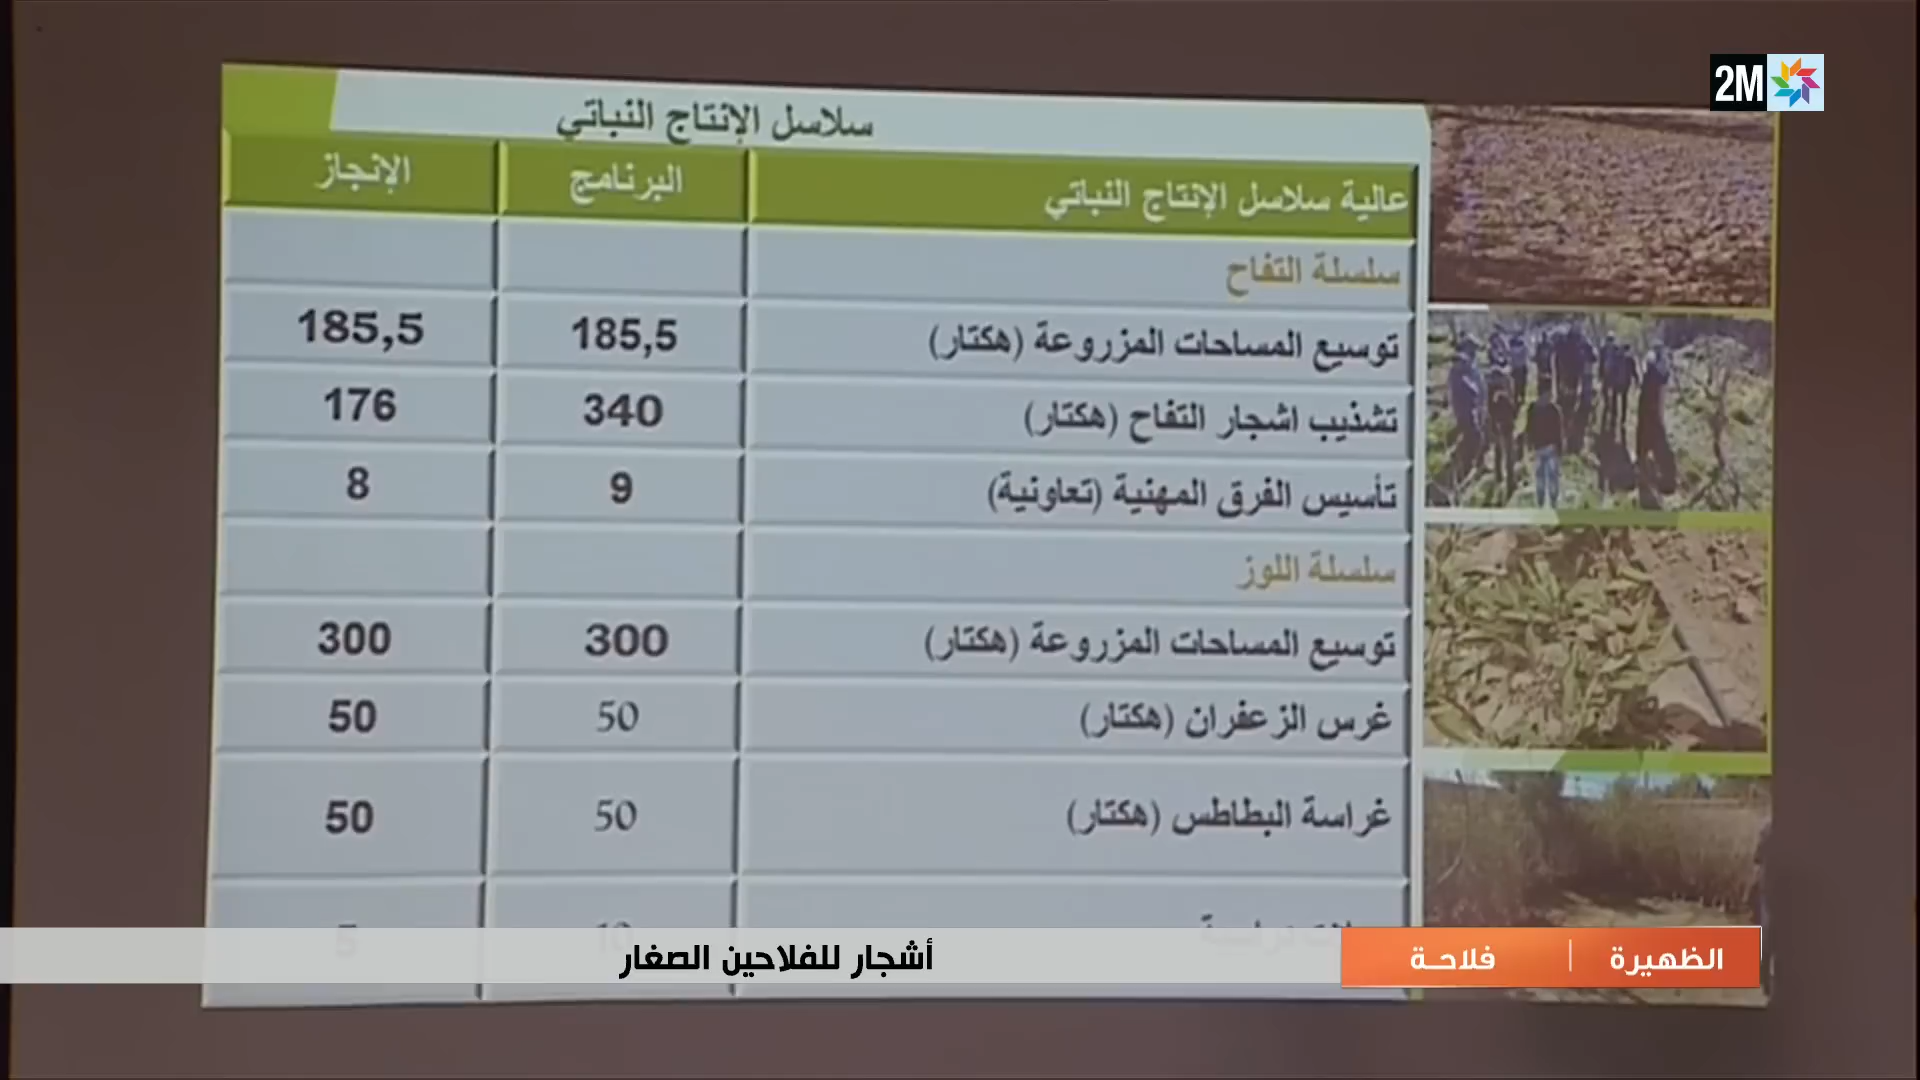 2M
سلاسل الإنتاج النباتي
عالية سلاسل الإنتاج النباتي البرنامج الإنجاز
سلسلة التفاح
توسيع المساحات المزروعة (هكتار) 185,5 185,5
تشذيب اشجار التفاح (هكتار) 340 176
تأسيس الفرق المهنية (تعاونية) 9 8
سلسلة اللوز
توسيع المساحات المزروعة (هكتار) 300 300
غرس الزعفران (هكتار) 50 50
غراسة البطاطس (هكتار) 50 50
10 5
الظهيرة | فلاحة
أشجار للفلاحين الصغار